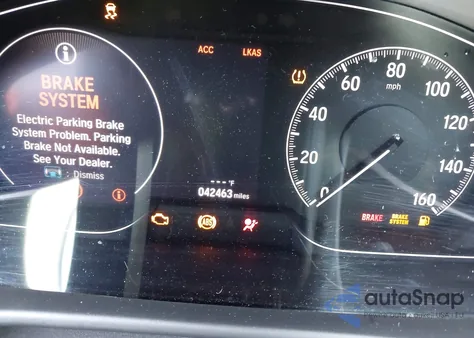 ACC LKAS
BRAKE
SYSTEM
Electric Parking Brake
System Problem. Parking
Brake Not Available.
See Your Dealer.
: Dismiss
---°F
042463 miles
ABS
0
20
40
60
80
100
120
140
160
mph
BRAKE
BRAKE
SYSTEM
autoSnap